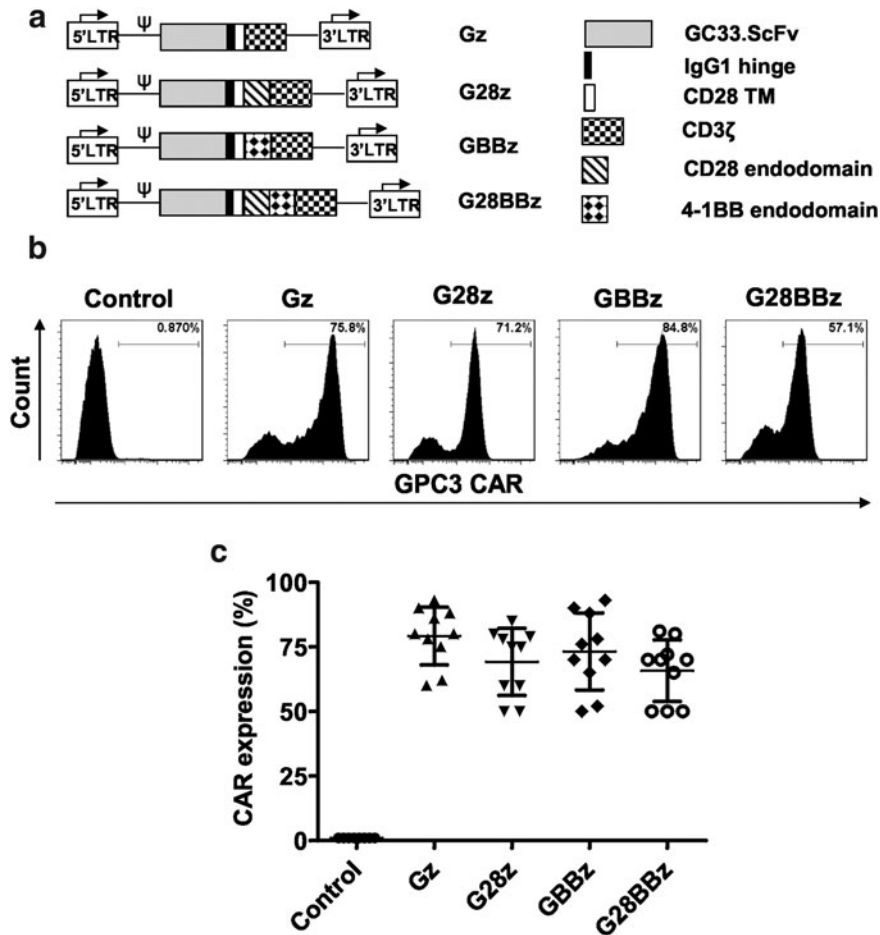 a
5'LTR ψ 3'LTR Gz
5'LTR ψ 3'LTR G28z
5'LTR ψ 3'LTR GBBz
5'LTR ψ 3'LTR G28BBz
GC33.ScFv
IgG1 hinge
CD28 TM
CD3ζ
CD28 endodomain
4-1BB endodomain
b
Control Gz G28z GBBz G28BBz
0.870% 75.8% 71.2% 84.8% 57.1%
Count
GPC3 CAR
c
CAR expression (%)
100
75
50
25
0
Control Gz G28z GBBz G28BBz